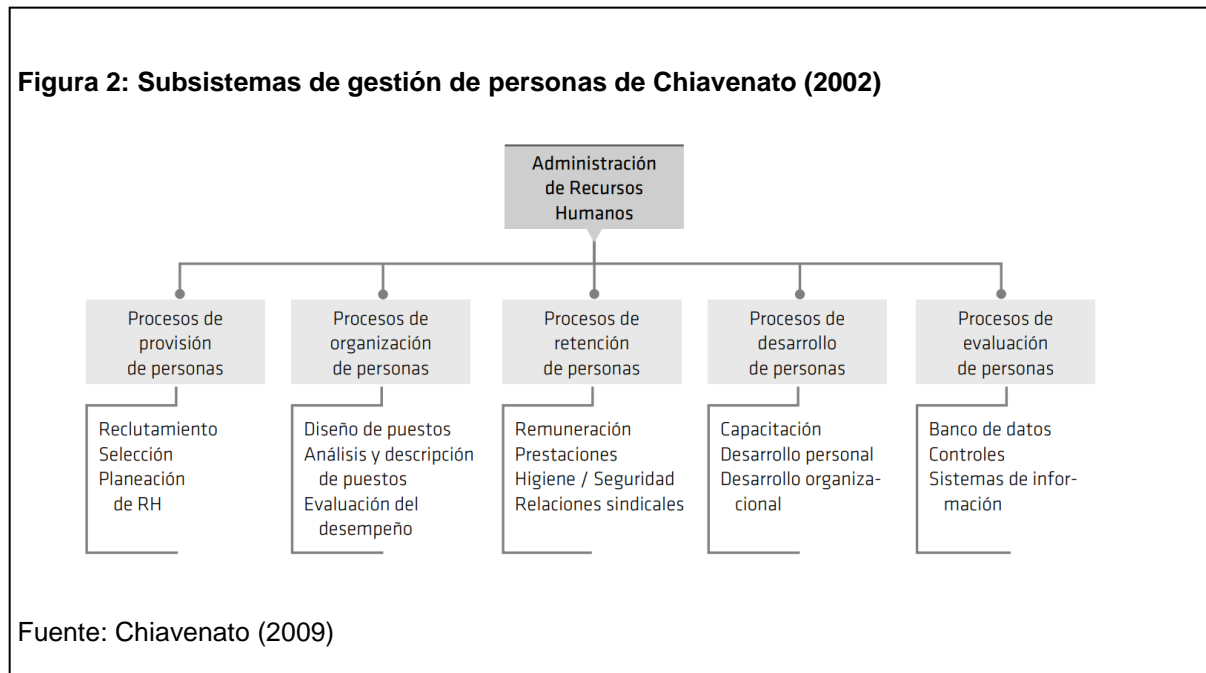 Figura 2: Subsistemas de gestión de personas de Chiavenato (2002)
Administración
de Recursos
Humanos
Procesos de
provisión
de personas
Procesos de
organización
de personas
Procesos de
retención
de personas
Procesos de
desarrollo
de personas
Procesos de
evaluación
de personas
Reclutamiento
Selección
Planeación
de RH
Diseño de puestos
Análisis y descripción
de puestos
Evaluación del
desempeño
Remuneración
Prestaciones
Higiene / Seguridad
Relaciones sindicales
Capacitación
Desarrollo personal
Desarrollo organiza-
cional
Banco de datos
Controles
Sistemas de infor-
mación
Fuente: Chiavenato (2009)